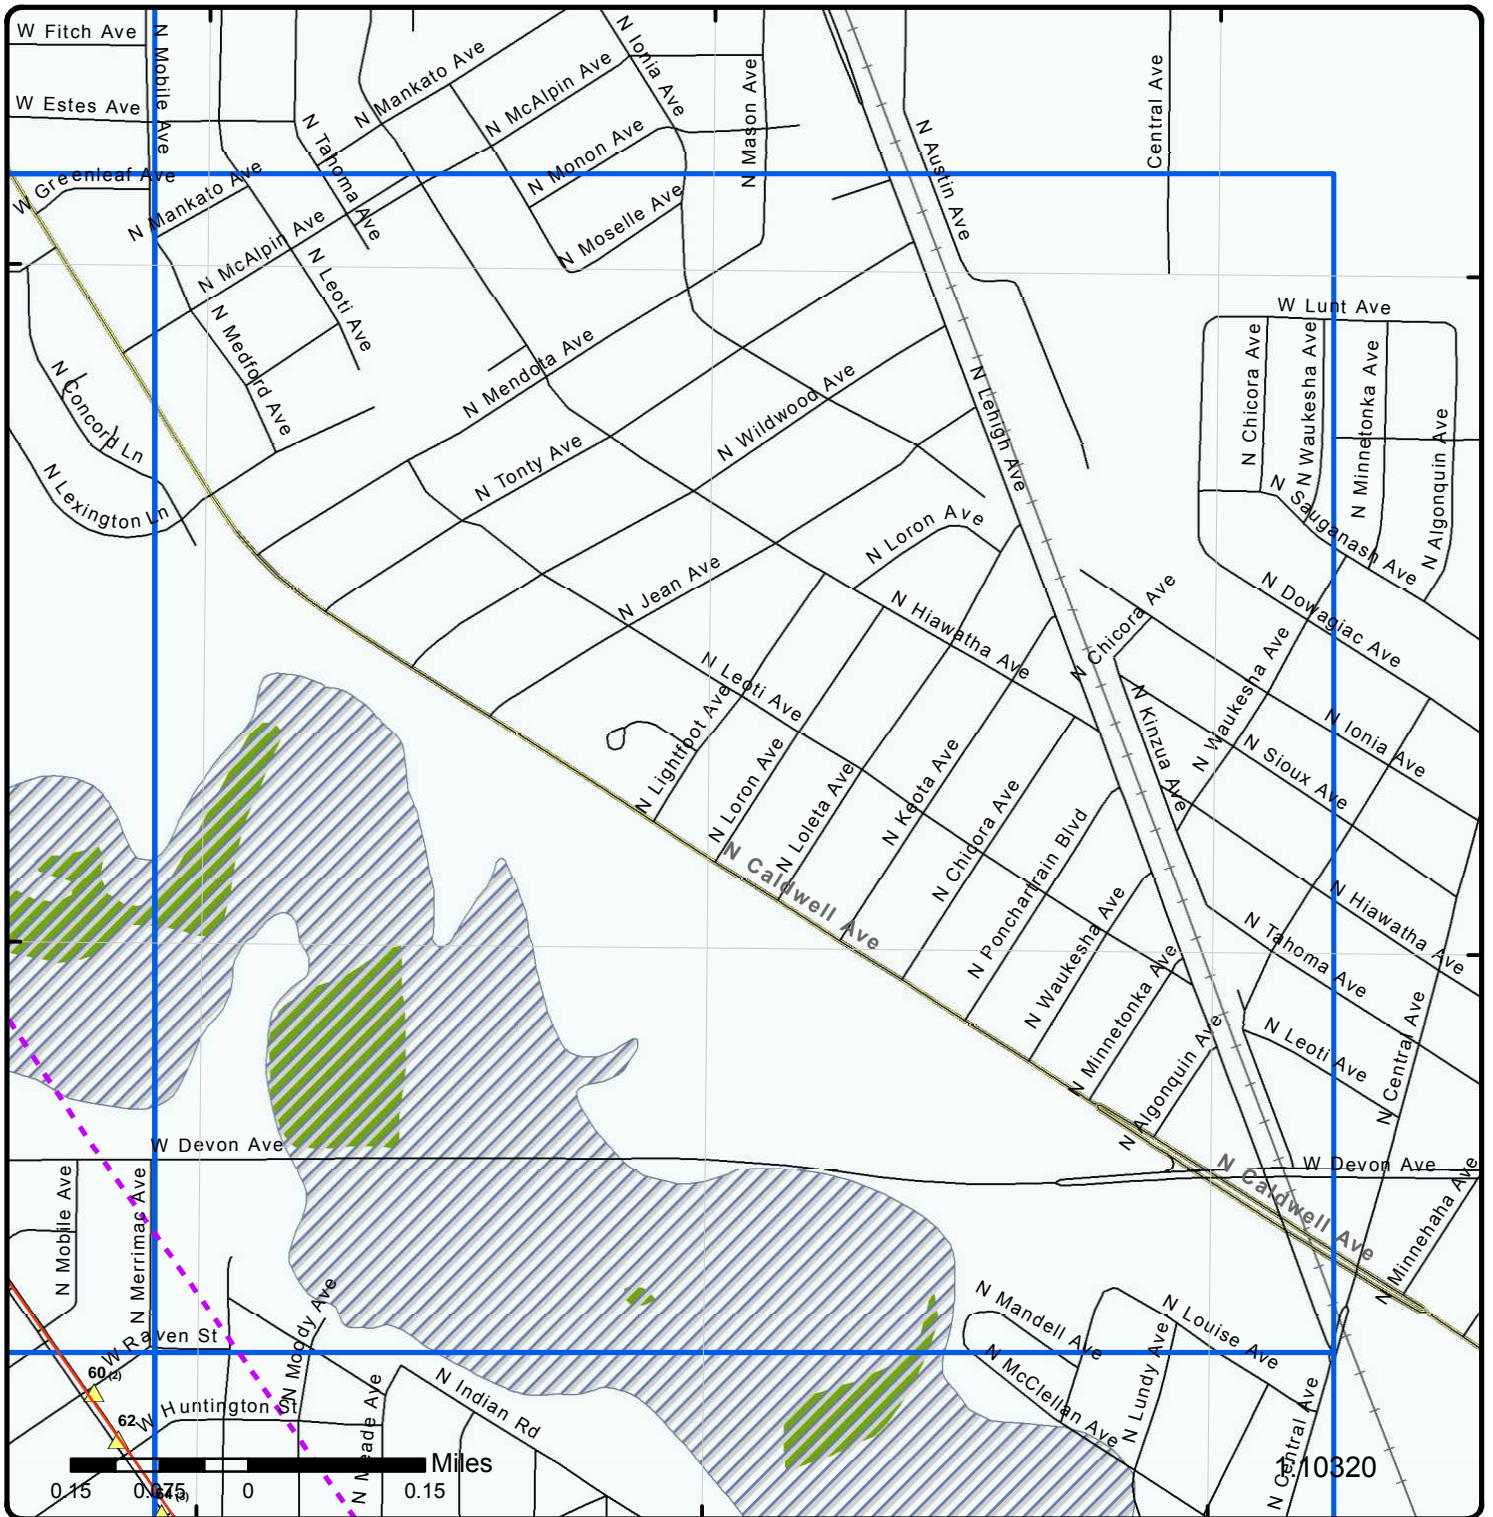 W Fitch Ave
N Mobile Ave
W Estes Ave
N Mankato Ave
N Ionia Ave
N McAlpin Ave
N Tahoma Ave
N Monon Ave
N Mason Ave
N Austin Ave
Central Ave
W Greenleaf Ave
N Mankato Ave
N McAlpin Ave
N Moselle Ave
N Leoti Ave
N Medford Ave
W Lunt Ave
N Chicora Ave
N Waukesha Ave
N Minnetonka Ave
N Algonquin Ave
N Concord Ln
N Mendota Ave
N Wildwood Ave
N Lehigh Ave
N Lexington Ln
N Tonty Ave
N Sauganash Ave
N Loron Ave
N Jean Ave
N Hiawatha Ave
N Chicora Ave
N Dowagiac Ave
N Leoti Ave
N Lightfoot Ave
N Loron Ave
N Loleta Ave
N Keota Ave
N Chicora Ave
N Ponchartrain Blvd
N Kinzua Ave
N Waukesha Ave
N Ionia Ave
N Sioux Ave
N Caldwell Ave
N Waukesha Ave
N Minnetonka Ave
N Algonquin Ave
N Hiawatha Ave
N Tahoma Ave
N Leoti Ave
N Central Ave
W Devon Ave
W Devon Ave
N Caldwell Ave
N Minnehaha Ave
N Mobile Ave
N Merrimac Ave
W Raven St
N Moody Ave
N Mandell Ave
N Louise Ave
N McClellan Ave
N Lundy Ave
N Central Ave
60 (2)
62
W Huntington St
N Meade Ave
N Indian Rd
64 (3)
Miles
0.15 0.075 0 0.15
1:10320